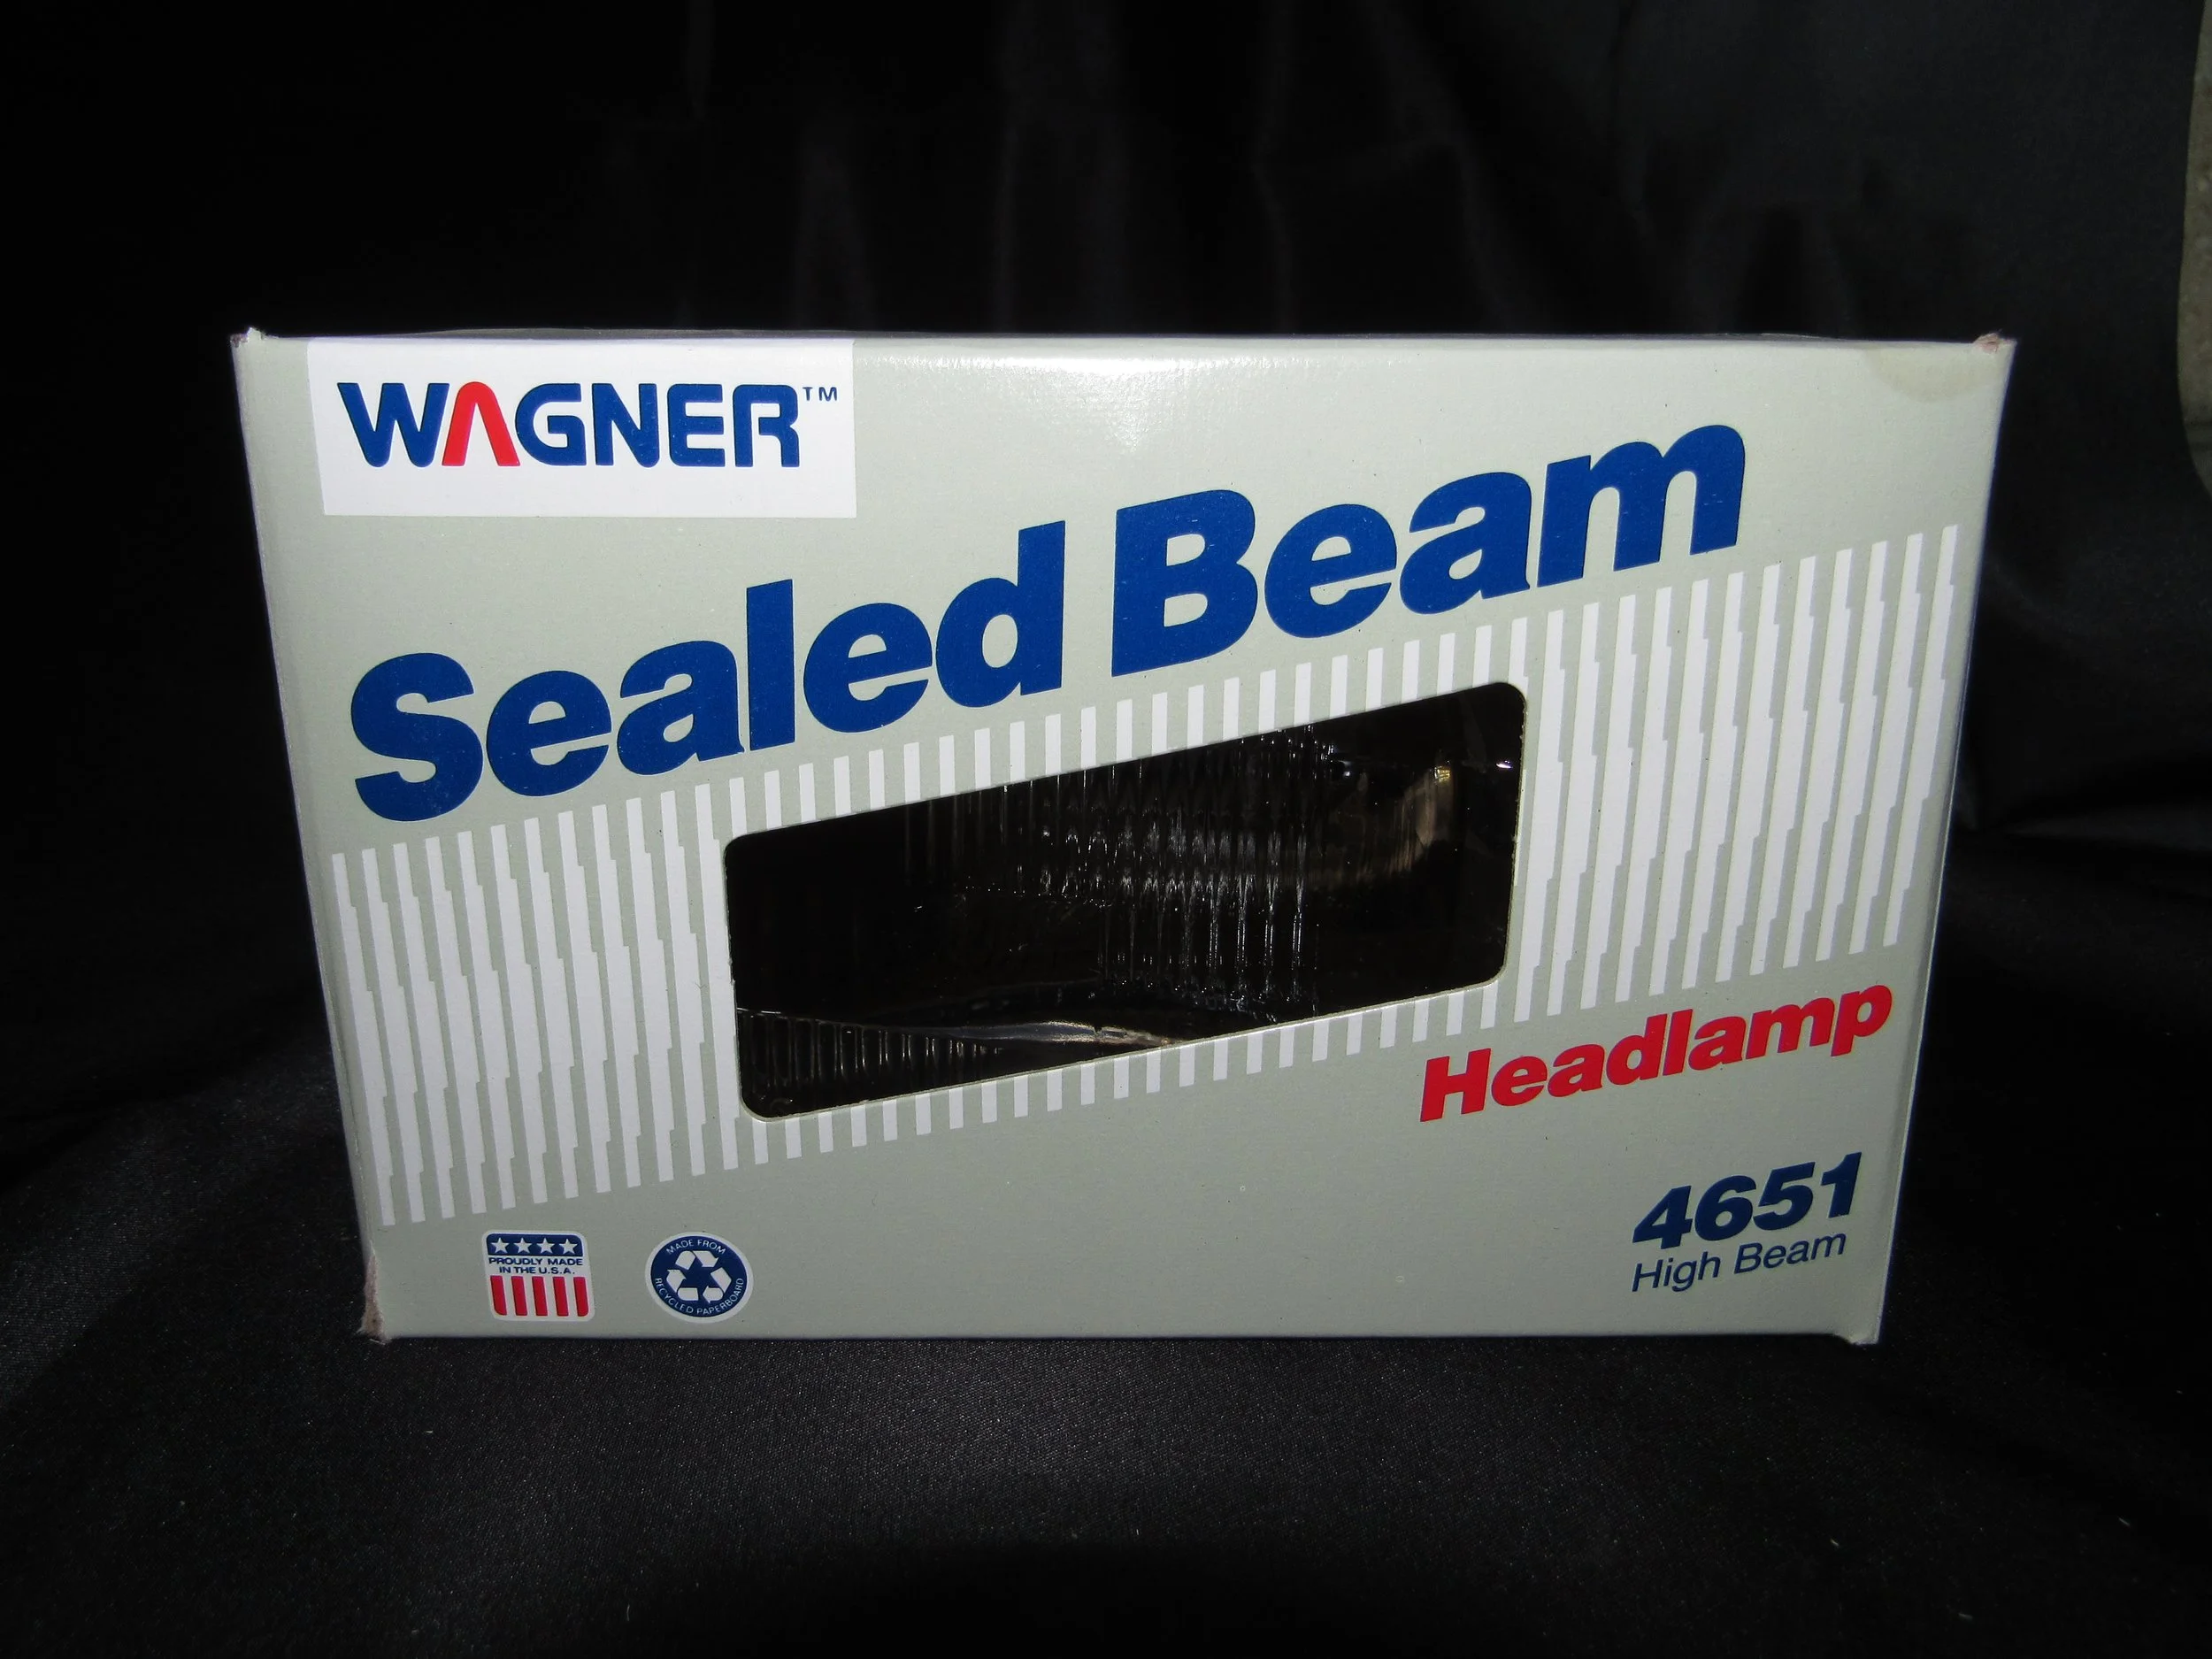 WAGNER™
Sealed Beam
Headlamp
4651
High Beam
PROUDLY MADE
IN THE U.S.A.
MADE FROM
RECYCLED PAPERBOARD